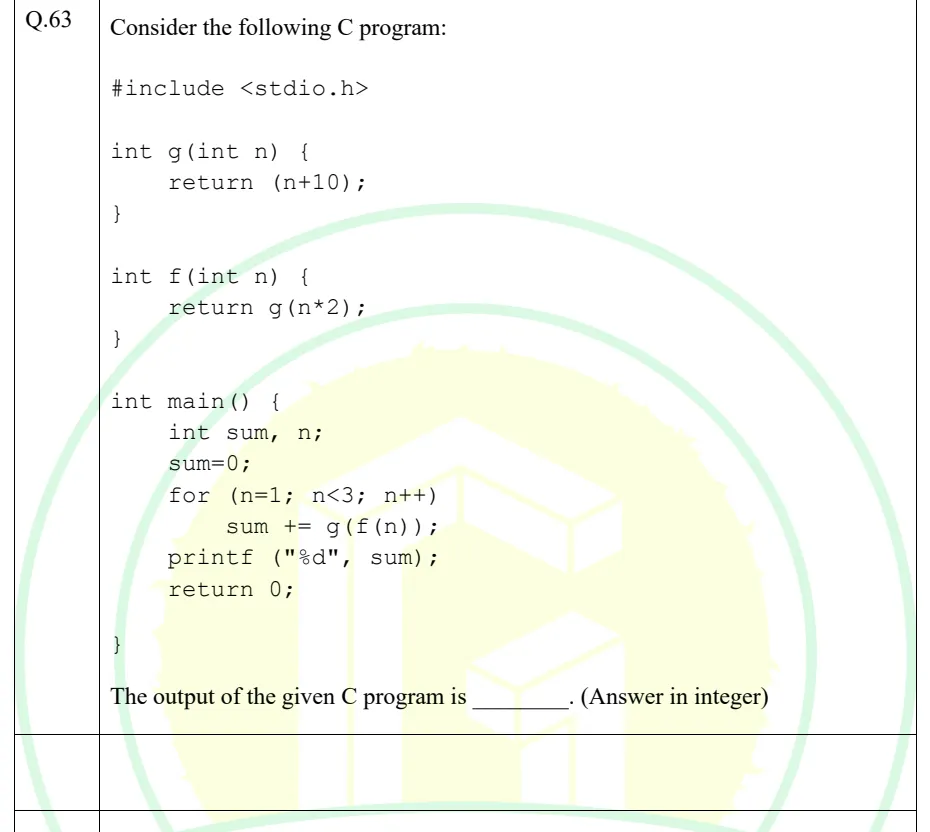 Q.63
Consider the following C program:
#include <stdio.h>
int g(int n) {
    return (n+10);
}
int f(int n) {
    return g(n*2);
}
int main() {
    int sum, n;
    sum=0;
    for (n=1; n<3; n++)
        sum += g(f(n));
    printf ("%d", sum);
    return 0;
}
The output of the given C program is ________. (Answer in integer)